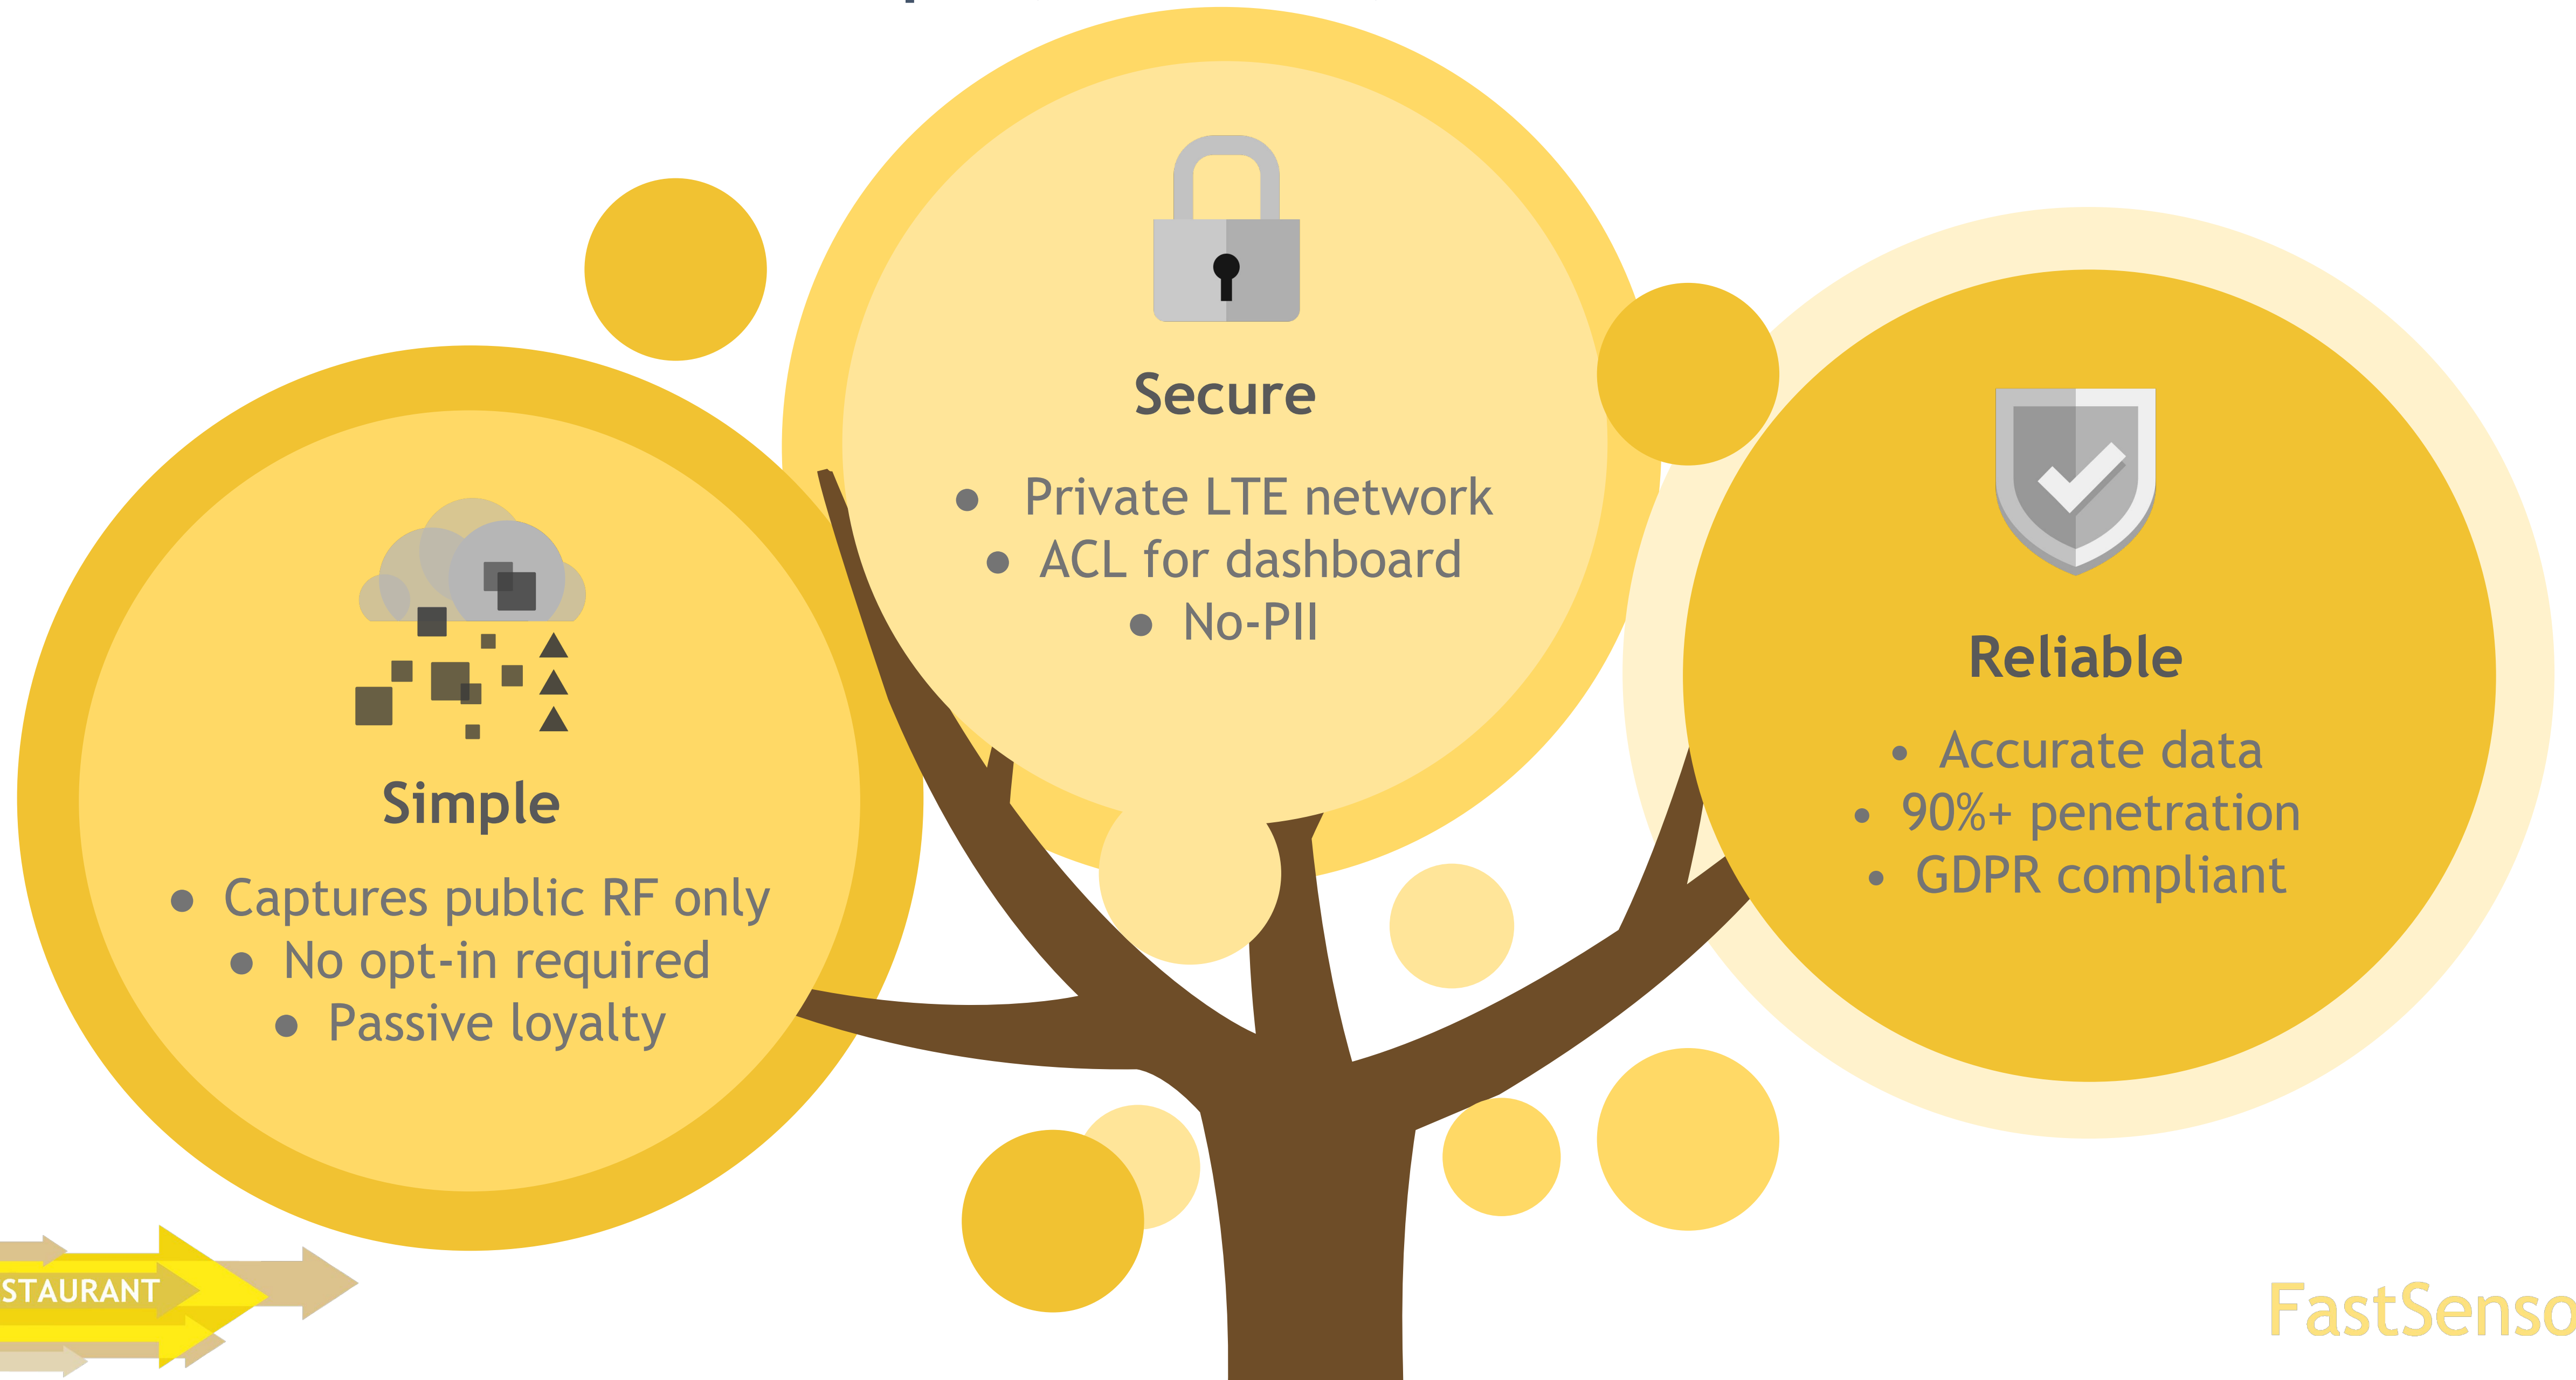 Secure
● Private LTE network
● ACL for dashboard
● No-PII
Reliable
• Accurate data
• 90%+ penetration
• GDPR compliant
Simple
● Captures public RF only
● No opt-in required
● Passive loyalty
STAURANT
FastSenso